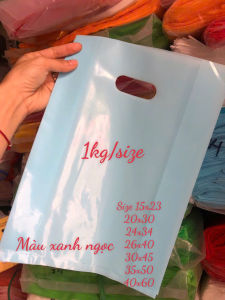 1kg/size
Size 15x23
20x30
24x34
26x40
30x45
35x50
40x60
Màu xanh ngọc